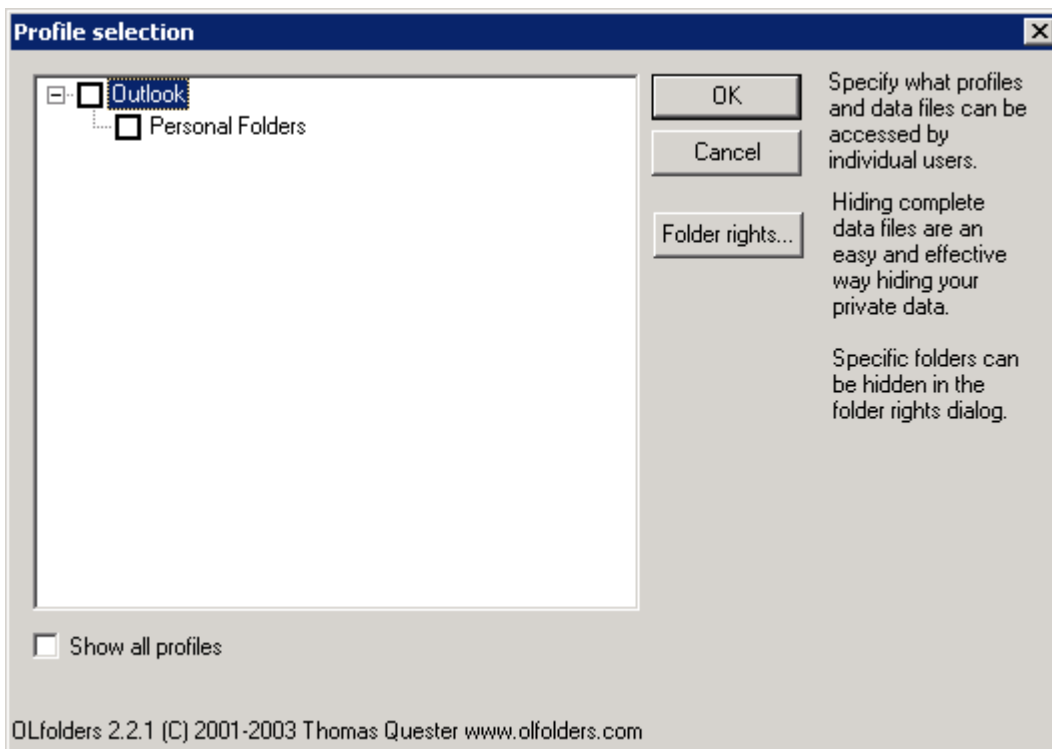 Profile selection
Outlook
Personal Folders
OK
Cancel
Folder rights...
Specify what profiles
and data files can be
accessed by
individual users.
Hiding complete
data files are an
easy and effective
way hiding your
private data.
Specific folders can
be hidden in the
folder rights dialog.
Show all profiles
OLfolders 2.2.1 (C) 2001-2003 Thomas Quester www.olfolders.com